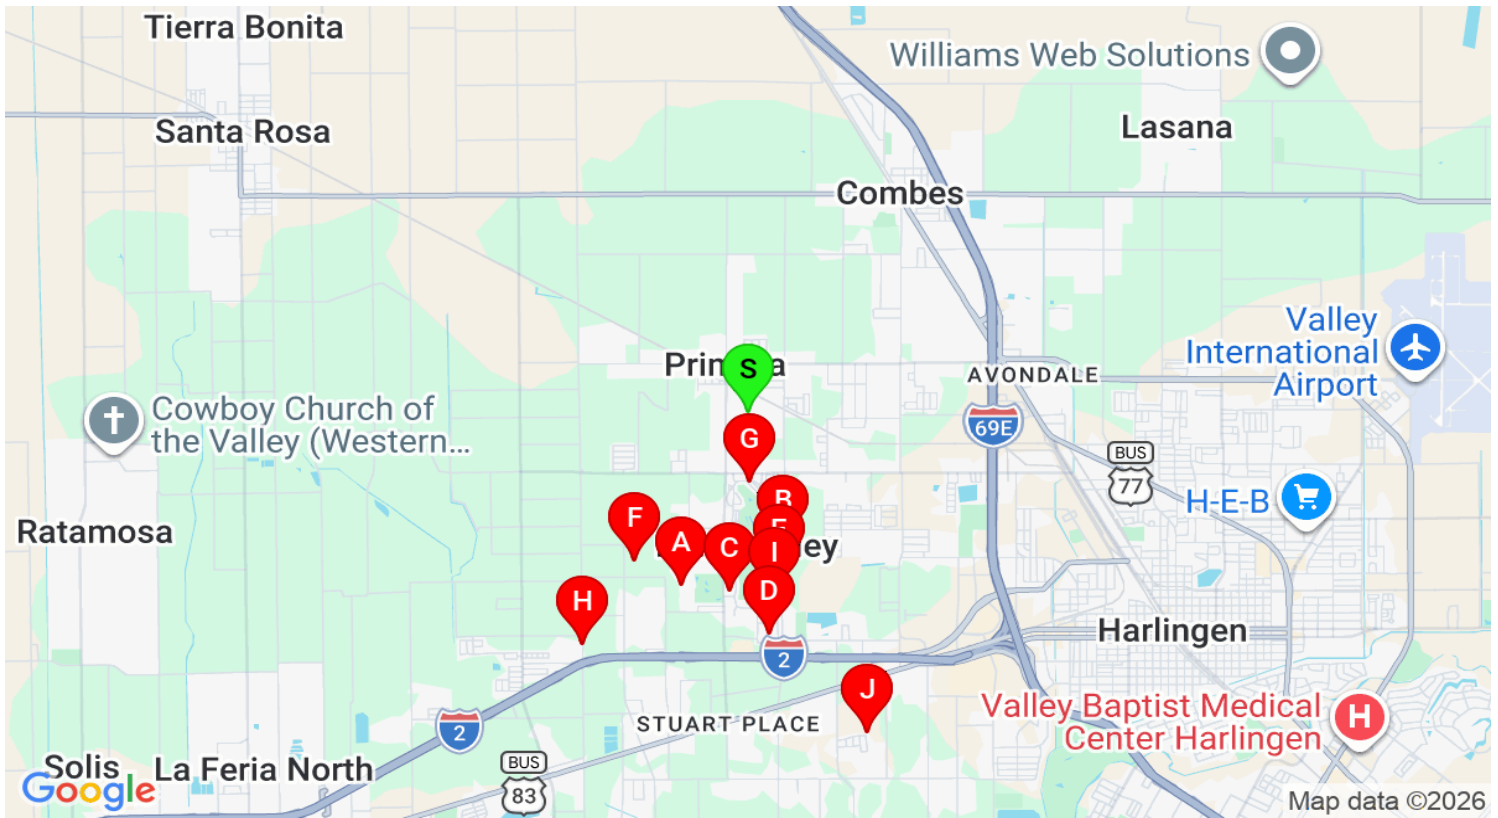 Tierra Bonita
Williams Web Solutions
Santa Rosa
Lasana
Combes
Valley
International
Airport
S
AVONDALE
Cowboy Church of
the Valley (Western...
69E
G
BUS
77
H-E-B
B
F
E
A
C
I
Ratamosa
D
H
Harlingen
2
J
Valley Baptist Medical
Center Harlingen
H
STUART PLACE
2
Solis
La Feria North
BUS
83
Google
Map data ©2026